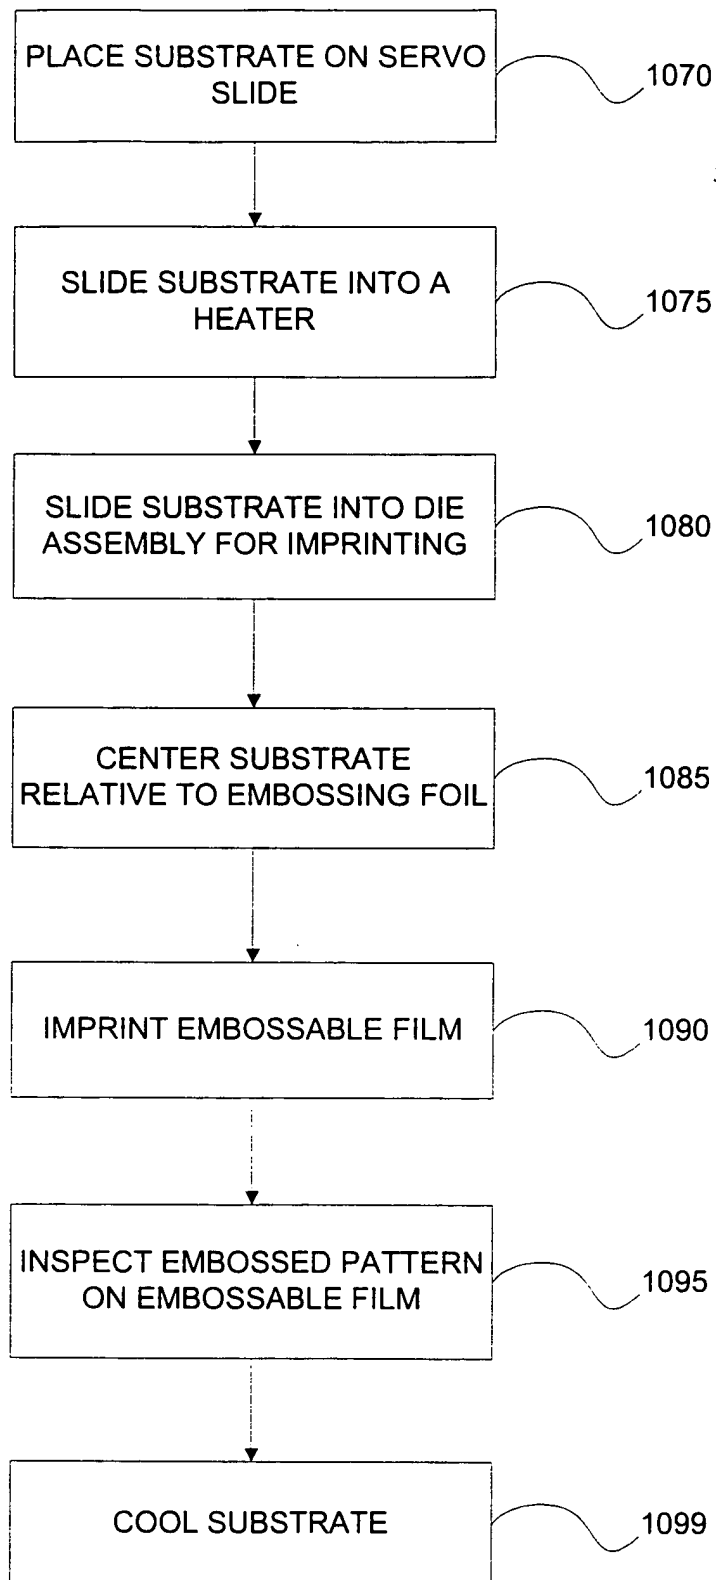 PLACE SUBSTRATE ON SERVO
SLIDE
1070
SLIDE SUBSTRATE INTO A
HEATER
1075
SLIDE SUBSTRATE INTO DIE
ASSEMBLY FOR IMPRINTING
1080
CENTER SUBSTRATE
RELATIVE TO EMBOSSING FOIL
1085
IMPRINT EMBOSSABLE FILM
1090
INSPECT EMBOSSED PATTERN
ON EMBOSSABLE FILM
1095
COOL SUBSTRATE
1099